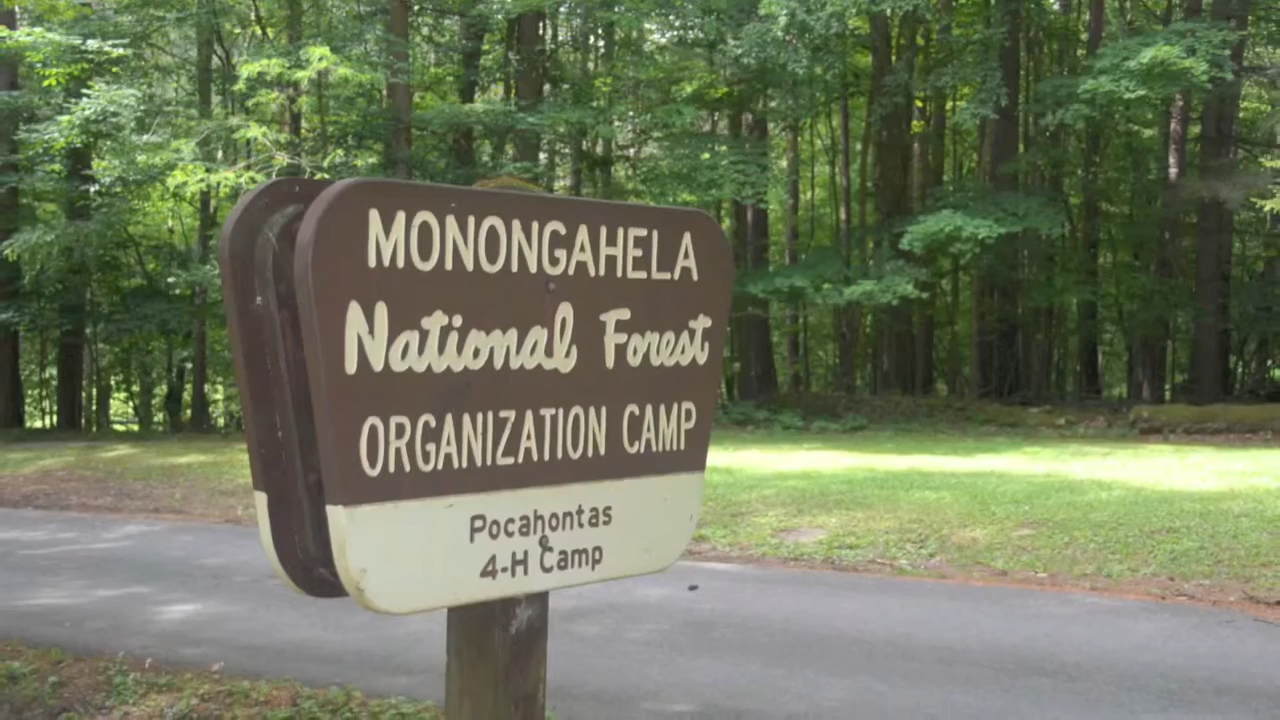 MONONGAHELA
National Forest
ORGANIZATION CAMP
Pocahontas
4-H Camp